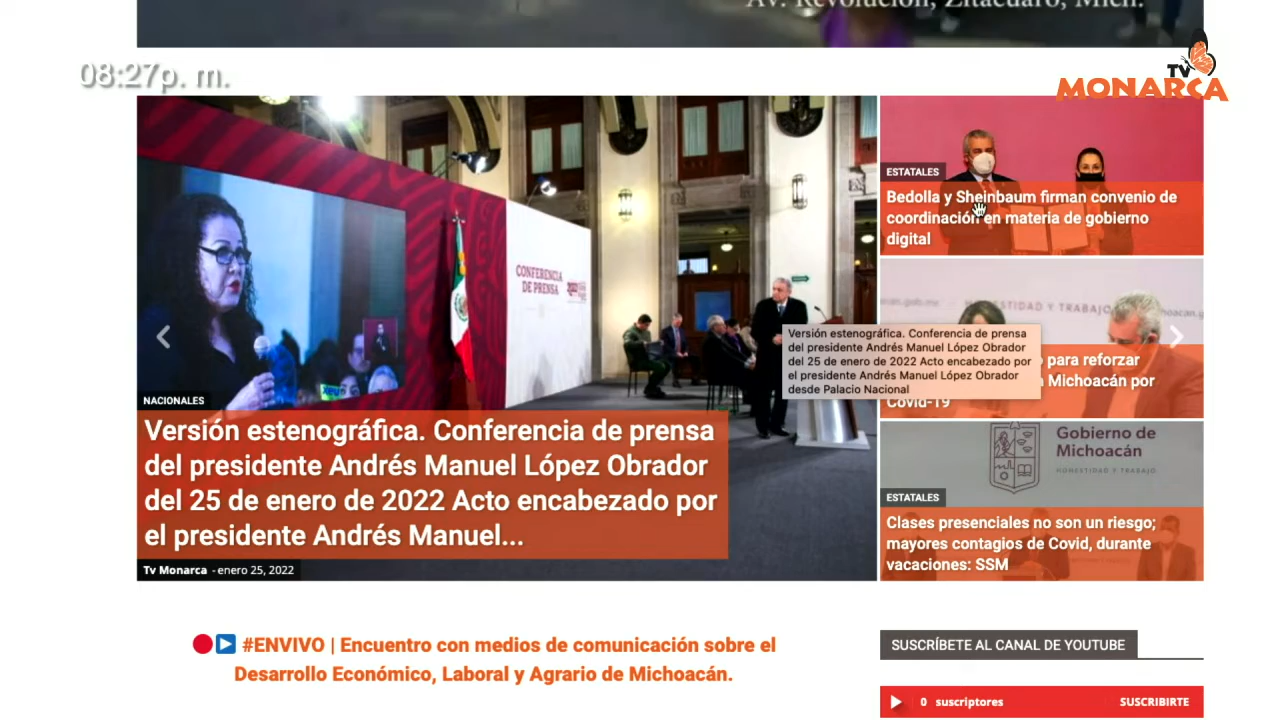 Av. Revolución, Zitácuaro, Mich.
08:27p. m.
TV
MONARCA
CONFERENCIA
DE PRENSA
NACIONALES
Versión estenográfica. Conferencia de prensa
del presidente Andrés Manuel López Obrador
del 25 de enero de 2022 Acto encabezado por
el presidente Andrés Manuel...
Tv Monarca - enero 25, 2022
ESTATALES
Bedolla y Sheinbaum firman convenio de
coordinación en materia de gobierno
digital
HONESTIDAD Y TRABAJO
Versión estenográfica. Conferencia de prensa
del presidente Andrés Manuel López Obrador
del 25 de enero de 2022 Acto encabezado por
el presidente Andrés Manuel López Obrador
desde Palacio Nacional
para reforzar
Michoacán por
Covid-19
Gobierno de
Michoacán
HONESTIDAD Y TRABAJO
ESTATALES
Clases presenciales no son un riesgo;
mayores contagios de Covid, durante
vacaciones: SSM
#ENVIVO | Encuentro con medios de comunicación sobre el
Desarrollo Económico, Laboral y Agrario de Michoacán.
SUSCRÍBETE AL CANAL DE YOUTUBE
0 suscriptores
SUSCRIBIRTE